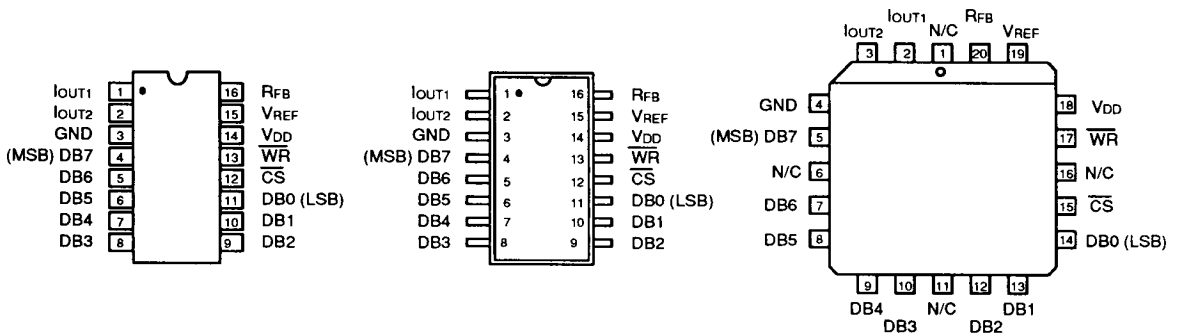 IOUT1 1 16 RFB
IOUT2 2 15 VREF
GND 3 14 VDD
(MSB) DB7 4 13 WR
DB6 5 12 CS
DB5 6 11 DB0 (LSB)
DB4 7 10 DB1
DB3 8 9 DB2
IOUT1 1 16 RFB
IOUT2 2 15 VREF
GND 3 14 VDD
(MSB) DB7 4 13 WR
DB6 5 12 CS
DB5 6 11 DB0 (LSB)
DB4 7 10 DB1
DB3 8 9 DB2
IOUT2 IOUT1 N/C RFB VREF
3 2 1 20 19
GND 4 18 VDD
(MSB) DB7 5 17 WR
N/C 6 16 N/C
DB6 7 15 CS
DB5 8 14 DB0 (LSB)
9 10 11 12 13
DB4 DB3 N/C DB2 DB1